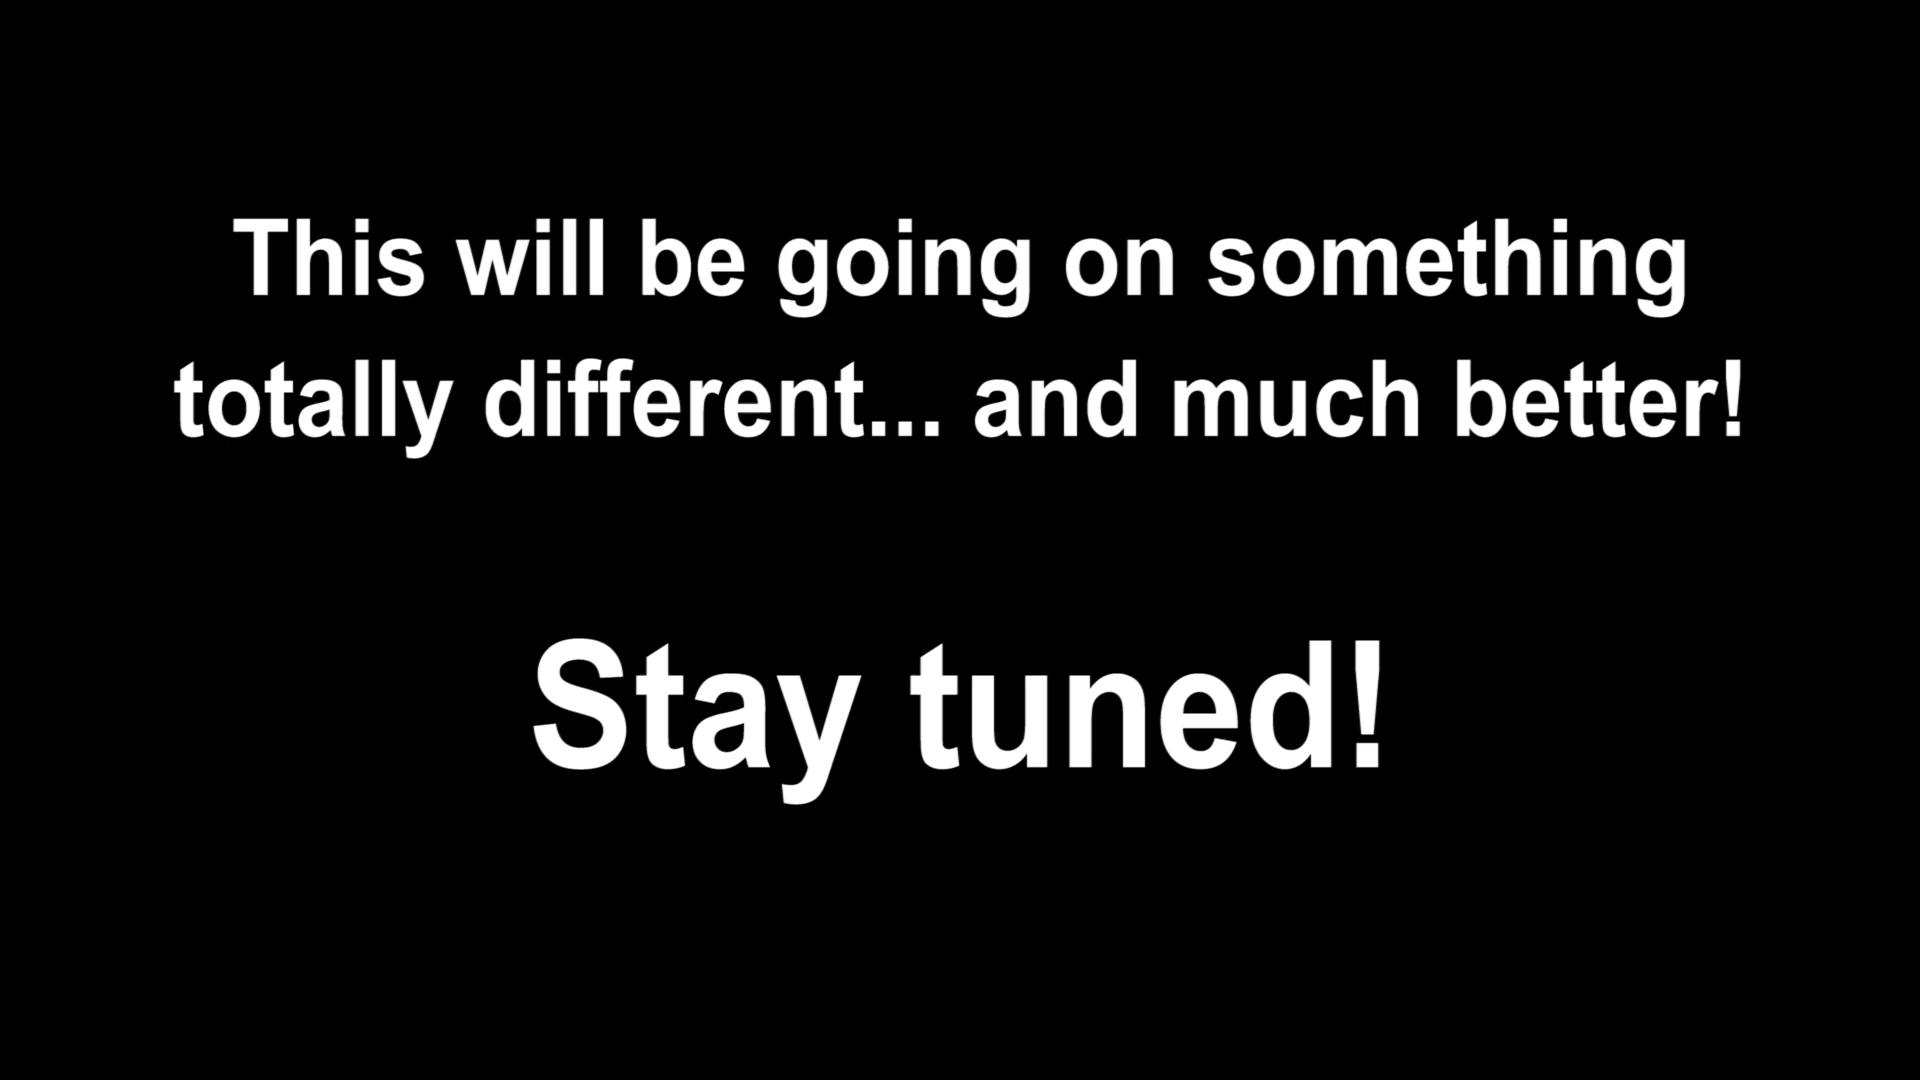 This will be going on something
totally different... and much better!
Stay tuned!